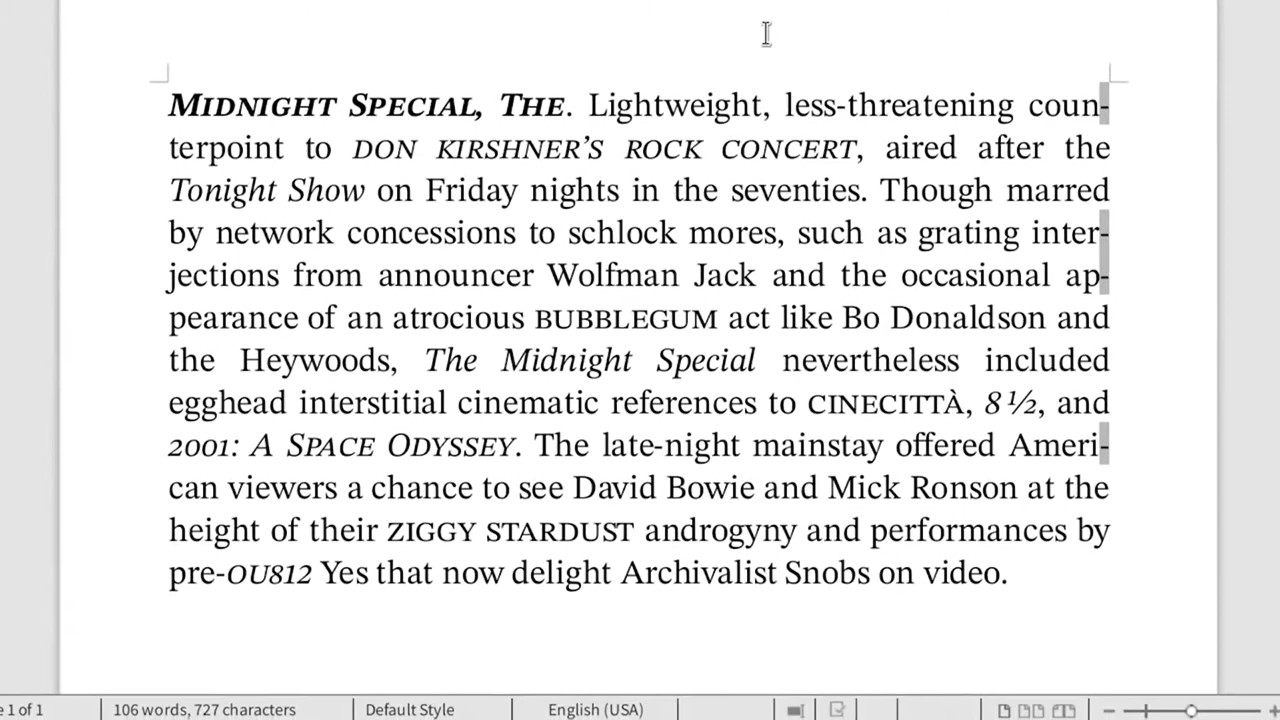 MIDNIGHT SPECIAL, THE. Lightweight, less-threatening coun-
terpoint to DON KIRSHNER’S ROCK CONCERT, aired after the
Tonight Show on Friday nights in the seventies. Though marred
by network concessions to schlock mores, such as grating inter-
jections from announcer Wolfman Jack and the occasional ap-
pearance of an atrocious BUBBLEGUM act like Bo Donaldson and
the Heywoods, The Midnight Special nevertheless included
egghead interstitial cinematic references to CINECITTÀ, 8½, and
2001: A SPACE ODYSSEY. The late-night mainstay offered Ameri-
can viewers a chance to see David Bowie and Mick Ronson at the
height of their ZIGGY STARDUST androgyny and performances by
pre-OU812 Yes that now delight Archivalist Snobs on video.
e 1 of 1 106 words, 727 characters Default Style English (USA)